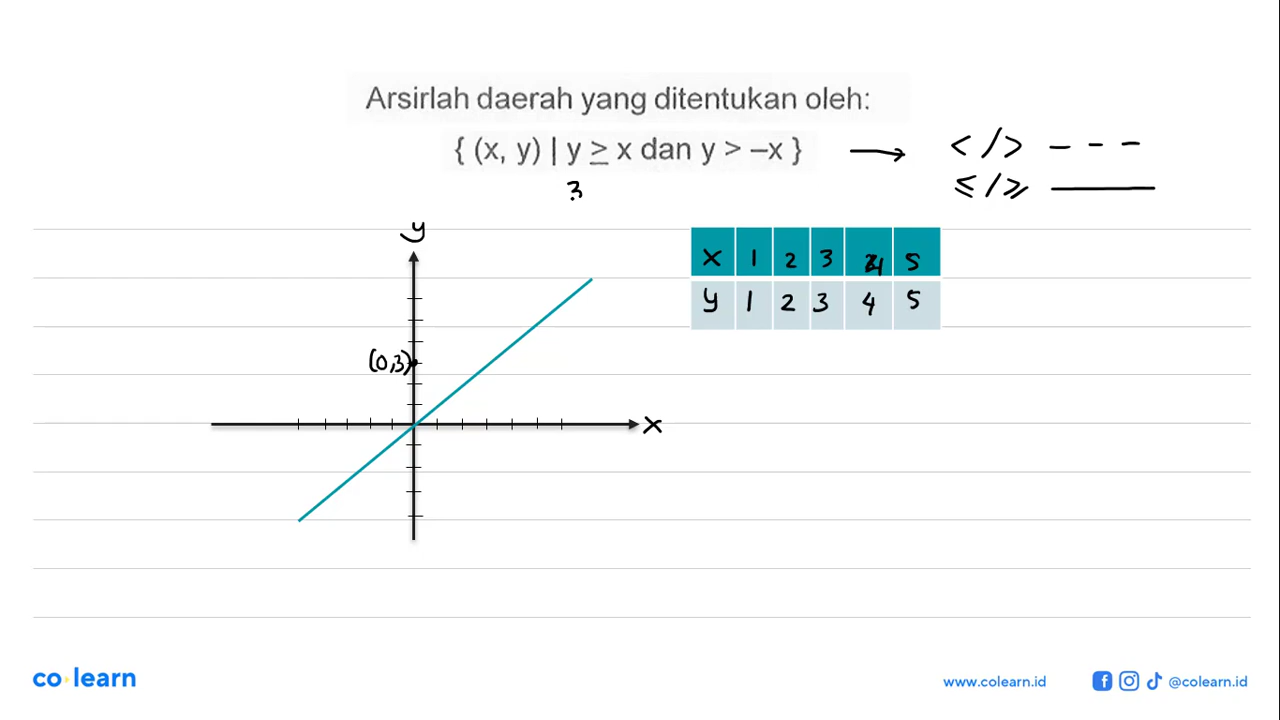 Arsirlah daerah yang ditentukan oleh:
{ (x, y) | y ≥ x dan y > –x } → < / > - - -
3 ≤ / ≥ ———
y
x 1 2 3 4 5
y 1 2 3 4 5
(0,3)
x
co learn
www.colearn.id @colearn.id